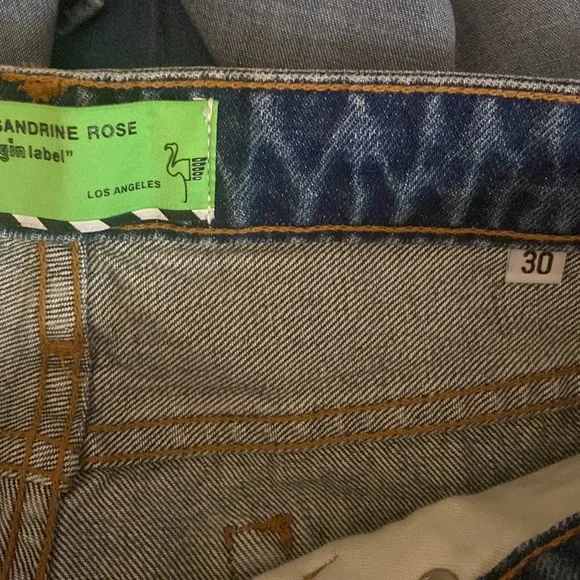 SANDRINE ROSE
gin label"
LOS ANGELES
30